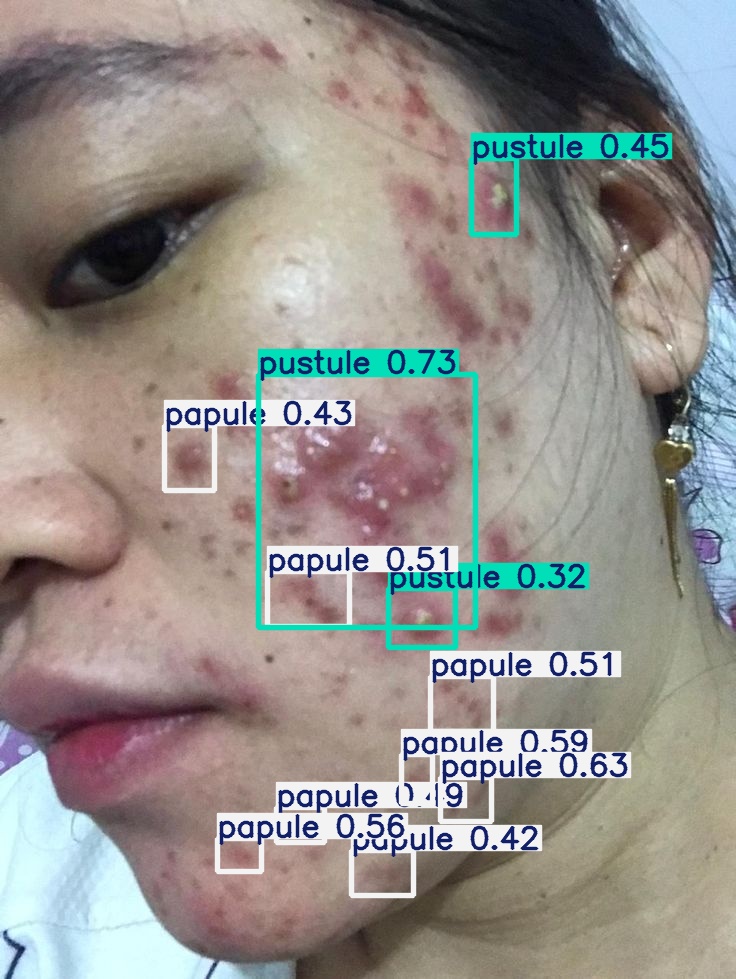 pustule 0.45
pustule 0.73
papule 0.43
papule 0.51
pustule 0.32
papule 0.51
papule 0.59
papule 0.63
papule 0.49
papule 0.56
papule 0.42